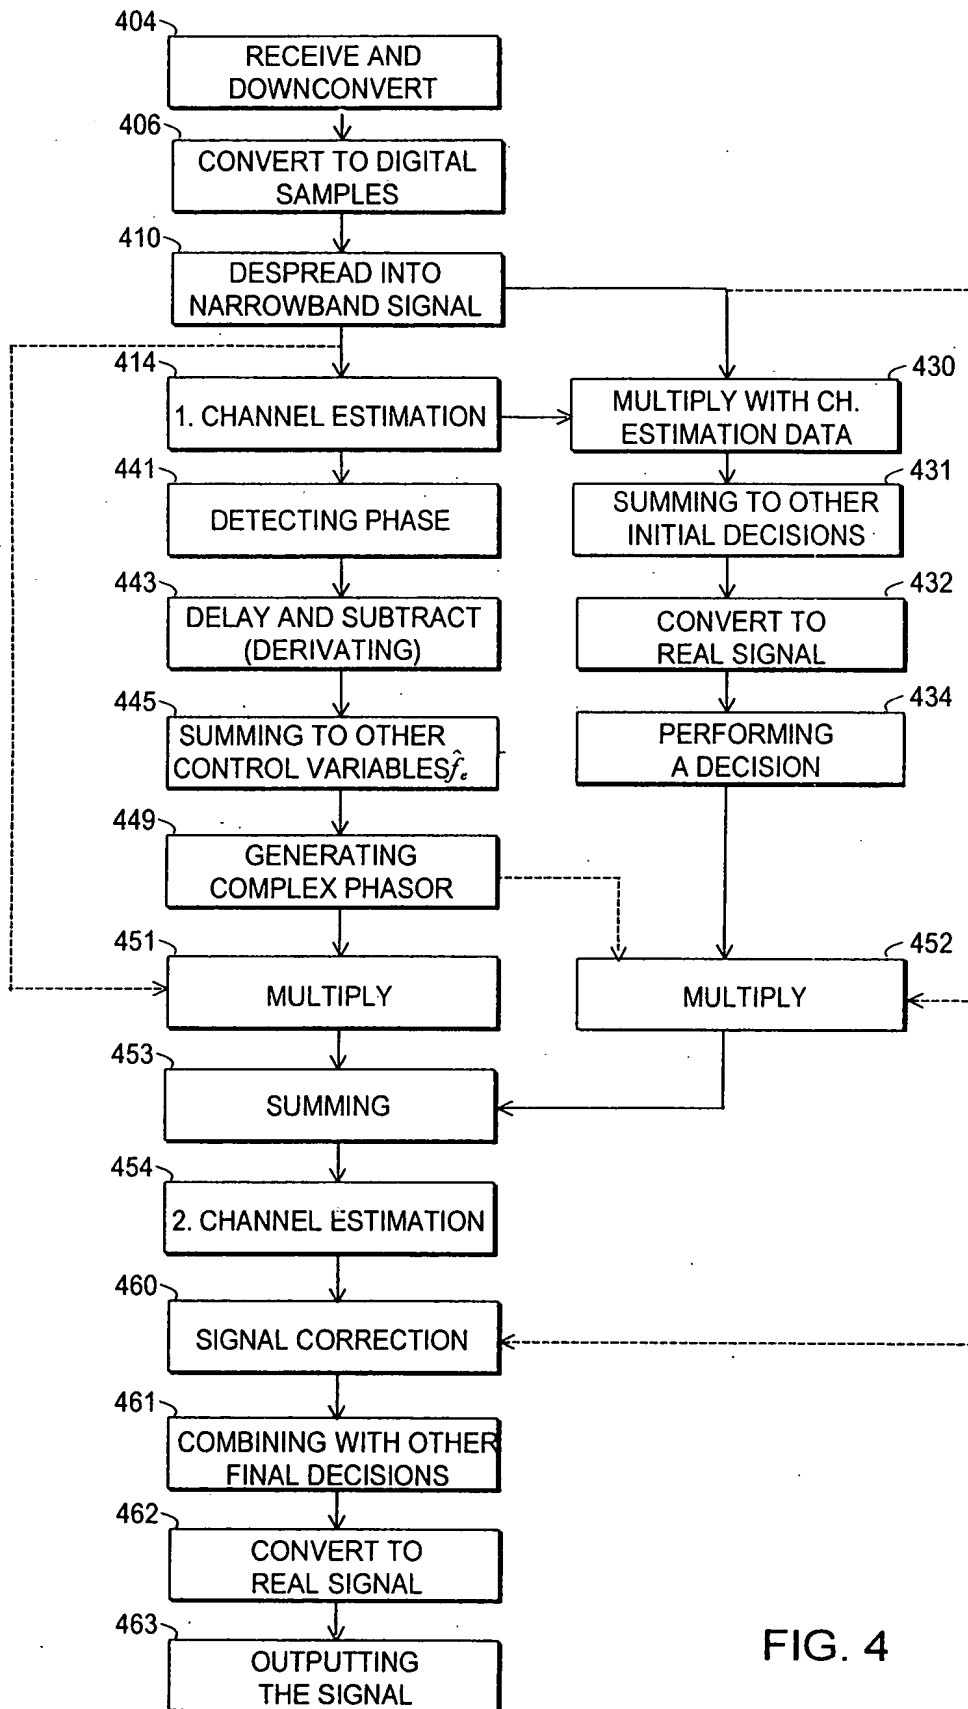 404
RECEIVE AND
DOWNCONVERT
406
CONVERT TO DIGITAL
SAMPLES
410
DESPREAD INTO
NARROWBAND SIGNAL
414
1. CHANNEL ESTIMATION
430
MULTIPLY WITH CH.
ESTIMATION DATA
441
DETECTING PHASE
431
SUMMING TO OTHER
INITIAL DECISIONS
443
DELAY AND SUBTRACT
(DERIVATING)
432
CONVERT TO
REAL SIGNAL
445
SUMMING TO OTHER
CONTROL VARIABLES f̂e
434
PERFORMING
A DECISION
449
GENERATING
COMPLEX PHASOR
451
MULTIPLY
452
MULTIPLY
453
SUMMING
454
2. CHANNEL ESTIMATION
460
SIGNAL CORRECTION
461
COMBINING WITH OTHER
FINAL DECISIONS
462
CONVERT TO
REAL SIGNAL
463
OUTPUTTING
THE SIGNAL
FIG. 4